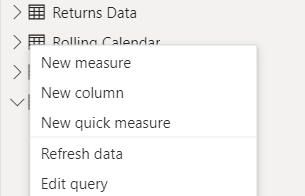 Returns Data
Rolling Calendar
New measure
New column
New quick measure
Refresh data
Edit query